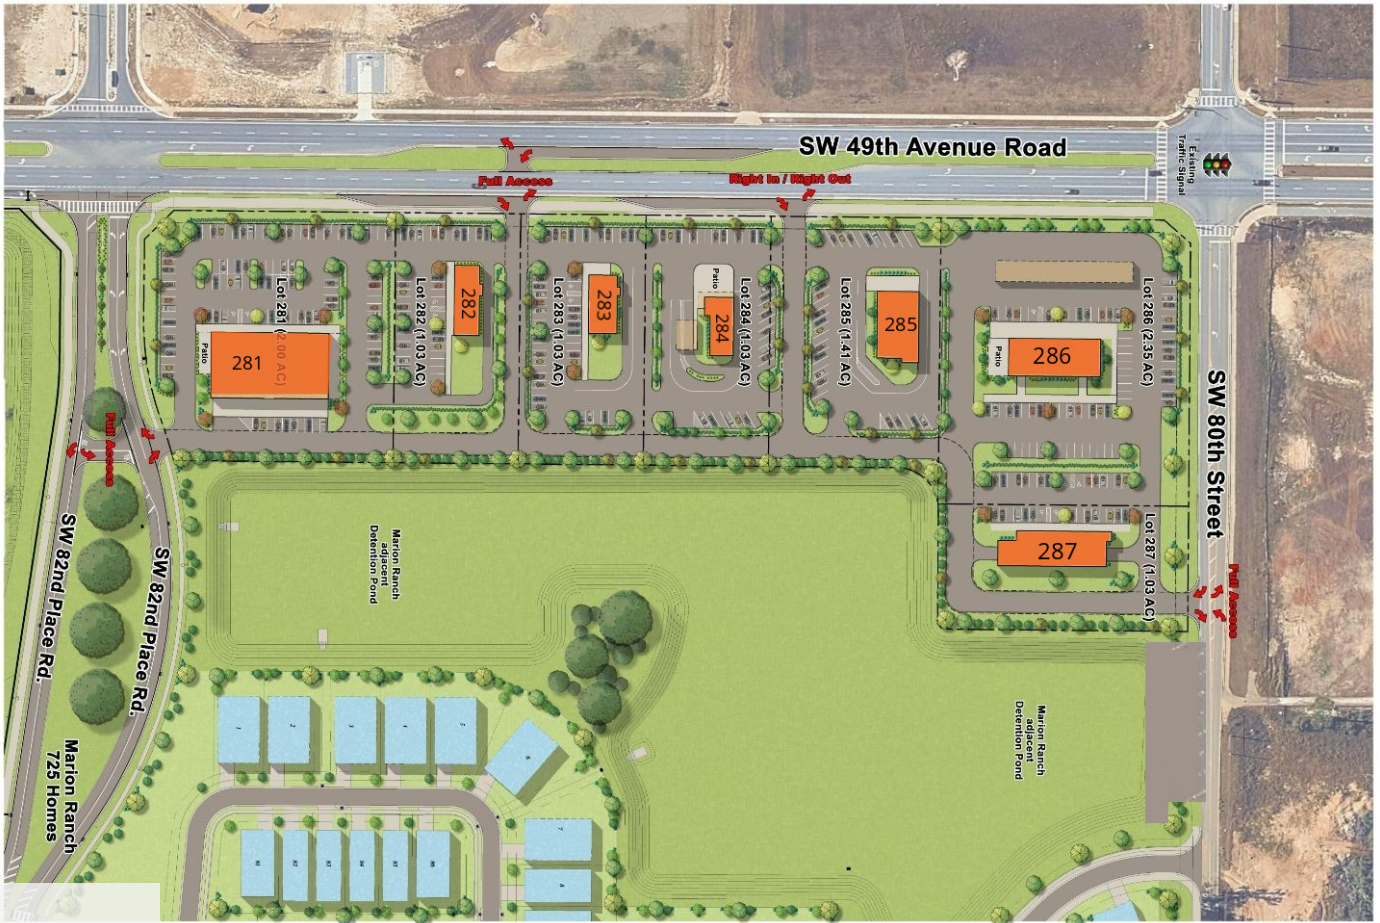 SW 49th Avenue Road
Existing
Traffic Signal
Full Access
Right In / Right Out
Lot 281 (2.00 AC)
Lot 282 (1.03 AC)
Lot 283 (1.03 AC)
Lot 284 (1.03 AC)
Lot 285 (1.41 AC)
Lot 286 (2.35 AC)
Patio
281
282
283
Patio
284
285
Patio
286
SW 80th Street
Full Access
Lot 287 (1.03 AC)
287
Full Access
SW 82nd Place Rd.
SW 82nd Place Rd.
Marion Ranch
adjacent
Detention Pond
Marion Ranch
adjacent
Detention Pond
Marion Ranch
725 Homes